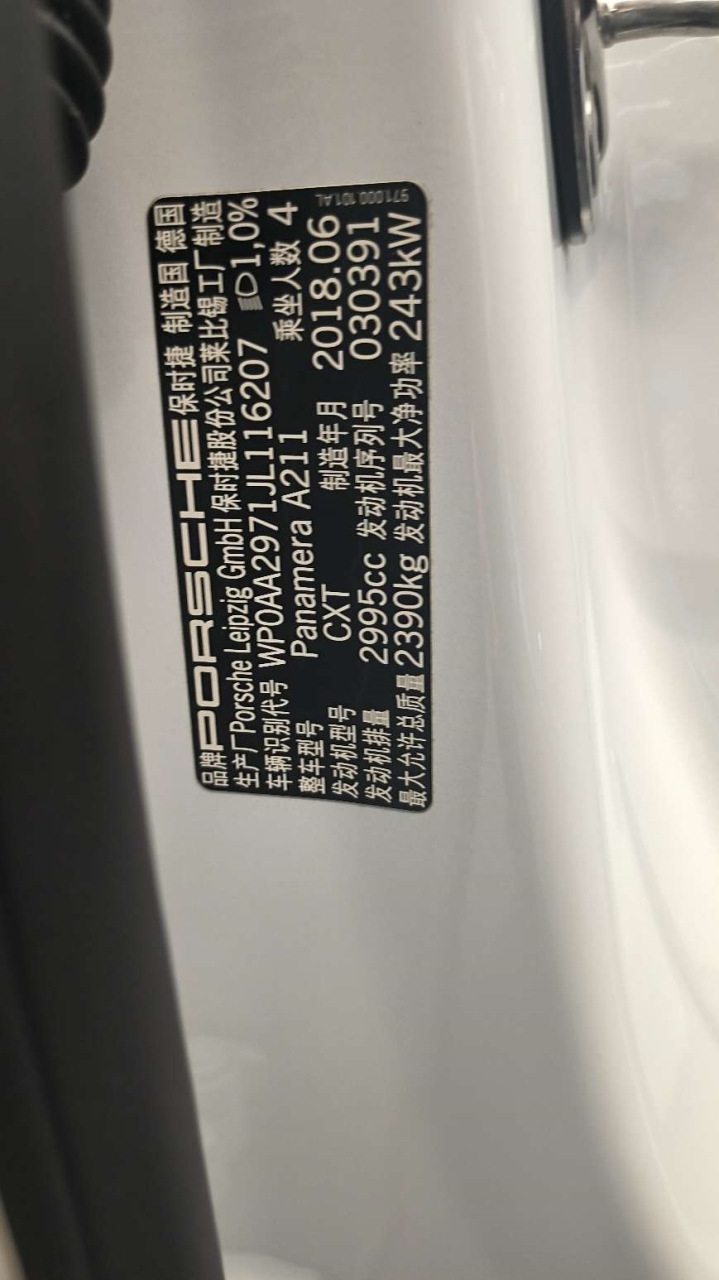 971.000.101.AL
品牌 PORSCHE 保时捷 制造国 德国
生产厂 Porsche Leipzig GmbH 保时捷股份公司莱比锡工厂制造
车辆识别代号 WP0AA2971JL116207 1,0%
整车型号 Panamera A211 乘坐人数 4
发动机型号 CXT 制造年月 2018.06
发动机排量 2995cc 发动机序列号 030391
最大允许总质量 2390kg 发动机最大净功率 243kW